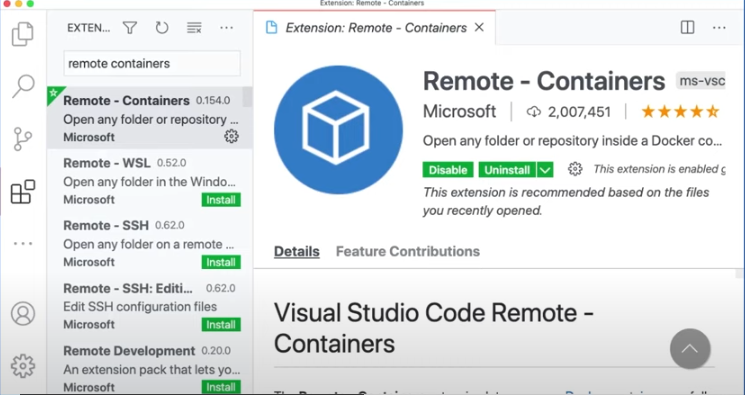 Extension: Remote - Containers
EXTEN...
remote containers
Remote - Containers 0.154.0
Open any folder or repository ...
Microsoft
Remote - WSL 0.52.0
Open any folder in the Windo...
Microsoft
Install
Remote - SSH 0.62.0
Open any folder on a remote ...
Microsoft
Install
Remote - SSH: Editi... 0.62.0
Edit SSH configuration files
Microsoft
Install
Remote Development 0.20.0
An extension pack that lets yo...
Microsoft
Install
Extension: Remote - Containers
Remote - Containers ms-vsc
Microsoft 2,007,451
Open any folder or repository inside a Docker co...
Disable Uninstall This extension is enabled g
This extension is recommended based on the files
you recently opened.
Details Feature Contributions
Visual Studio Code Remote -
Containers